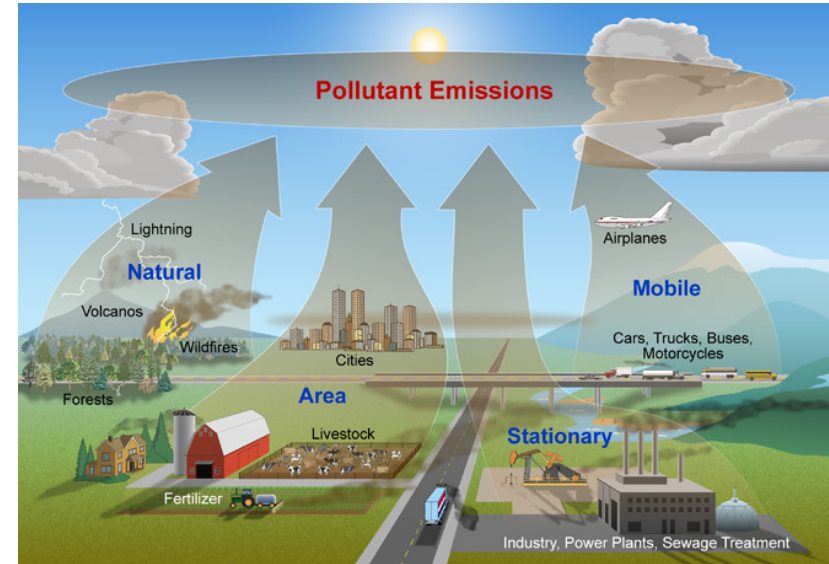 Pollutant Emissions
Lightning
Natural
Volcanos
Wildfires
Forests
Cities
Area
Livestock
Fertilizer
Airplanes
Mobile
Cars, Trucks, Buses,
Motorcycles
Stationary
Industry, Power Plants, Sewage Treatment